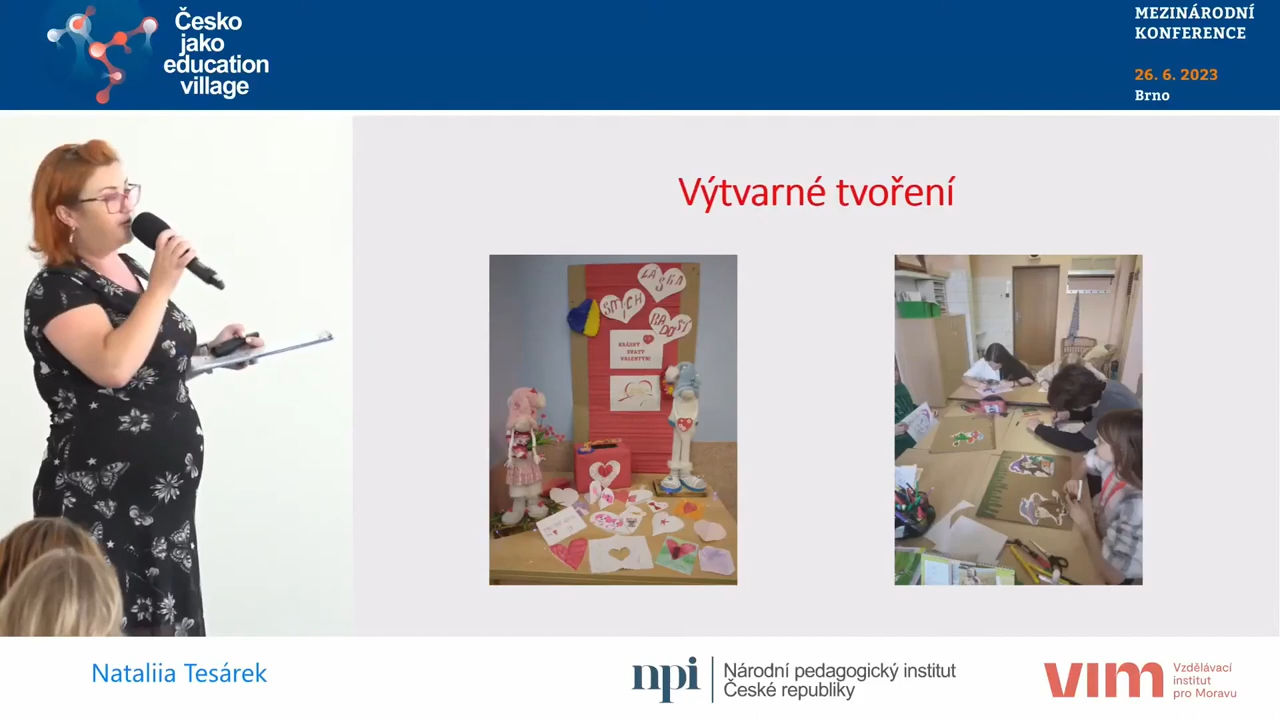 Česko
jako
education
village
MEZINÁRODNÍ
KONFERENCE
26. 6. 2023
Brno
Výtvarné tvoření
LÁSKA
SMÍCH
RADOST
KRÁSNÝ
SVATÝ
VALENTÝN!
Nataliia Tesárek
npi
Národní pedagogický institut
České republiky
vim
Vzdělávací
institut
pro Moravu